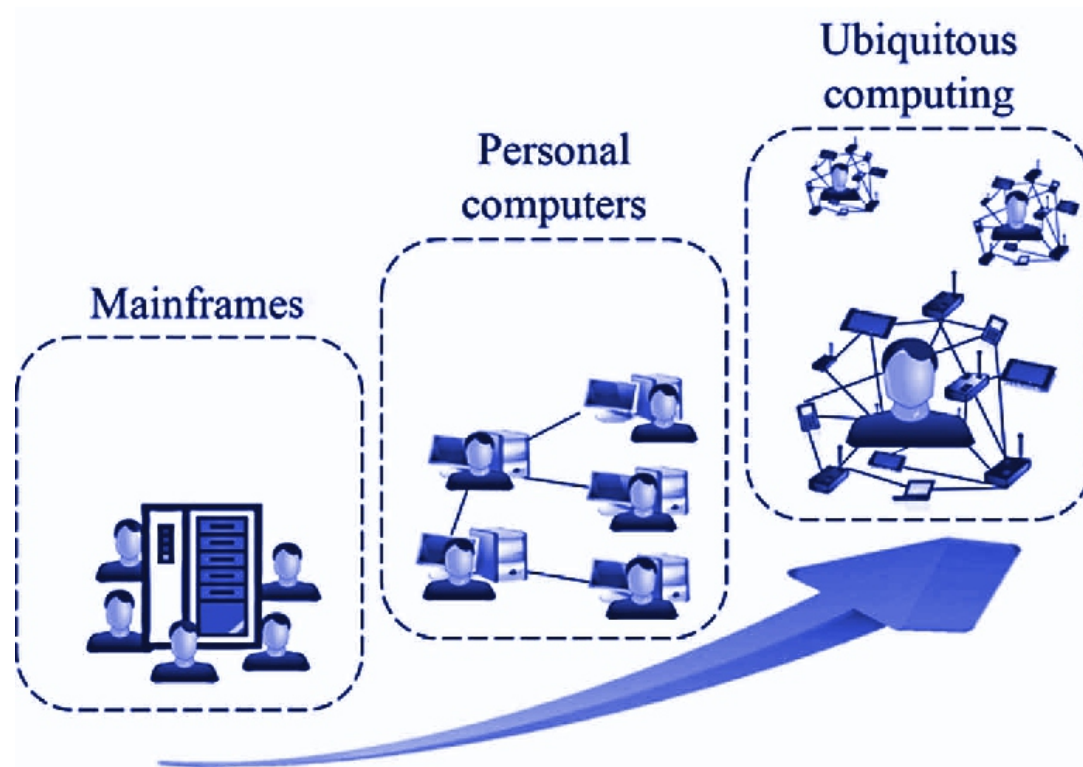 Mainframes
Personal
computers
Ubiquitous
computing